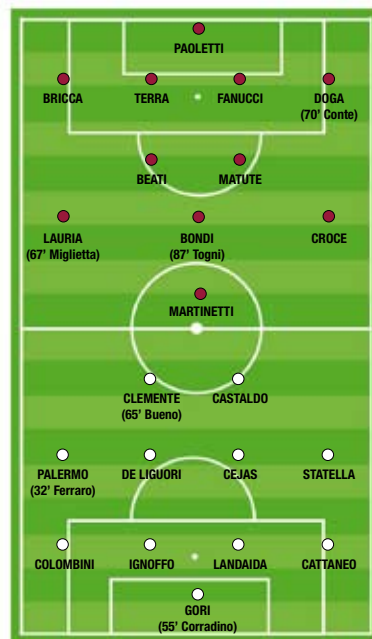 PAOLETTI
BRICCA TERRA FANUCCI DOGA
(70' Conte)
BEATI MATUTE
LAURIA BONDI CROCE
(67' Miglietta) (87' Togni)
MARTINETTI
CLEMENTE CASTALDO
(65' Bueno)
PALERMO DE LIGUORI CEJAS STATELLA
(32' Ferraro)
COLOMBINI IGNOFFO LANDAIDA CATTANEO
GORI
(55' Corradino)